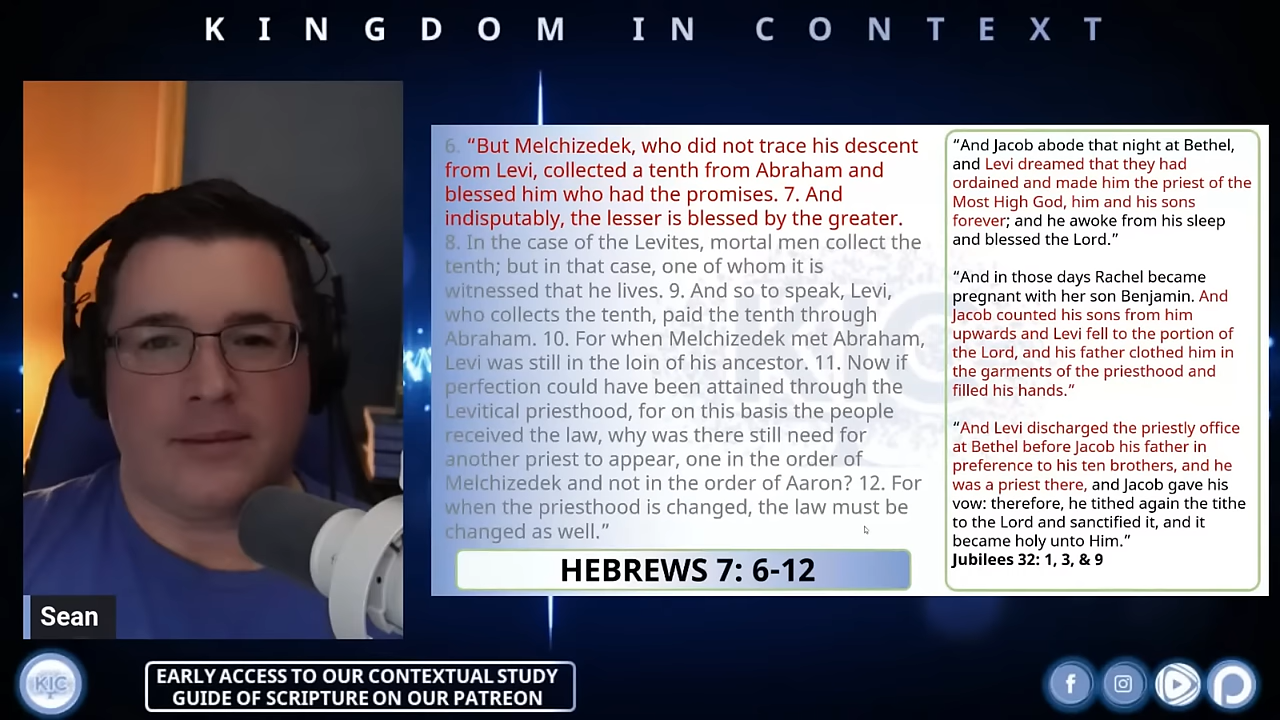 KINGDOM IN CONTEXT
6. “But Melchizedek, who did not trace his descent
from Levi, collected a tenth from Abraham and
blessed him who had the promises. 7. And
indisputably, the lesser is blessed by the greater.
8. In the case of the Levites, mortal men collect the
tenth; but in that case, one of whom it is
witnessed that he lives. 9. And so to speak, Levi,
who collects the tenth, paid the tenth through
Abraham. 10. For when Melchizedek met Abraham,
Levi was still in the loin of his ancestor. 11. Now if
perfection could have been attained through the
Levitical priesthood, for on this basis the people
received the law, why was there still need for
another priest to appear, one in the order of
Melchizedek and not in the order of Aaron? 12. For
when the priesthood is changed, the law must be
changed as well.”
HEBREWS 7: 6-12
“And Jacob abode that night at Bethel,
and Levi dreamed that they had
ordained and made him the priest of the
Most High God, him and his sons
forever; and he awoke from his sleep
and blessed the Lord.”
“And in those days Rachel became
pregnant with her son Benjamin. And
Jacob counted his sons from him
upwards and Levi fell to the portion of
the Lord, and his father clothed him in
the garments of the priesthood and
filled his hands.”
“And Levi discharged the priestly office
at Bethel before Jacob his father in
preference to his ten brothers, and he
was a priest there, and Jacob gave his
vow: therefore, he tithed again the tithe
to the Lord and sanctified it, and it
became holy unto Him.”
Jubilees 32: 1, 3, & 9
Sean
KIC
EARLY ACCESS TO OUR CONTEXTUAL STUDY
GUIDE OF SCRIPTURE ON OUR PATREON